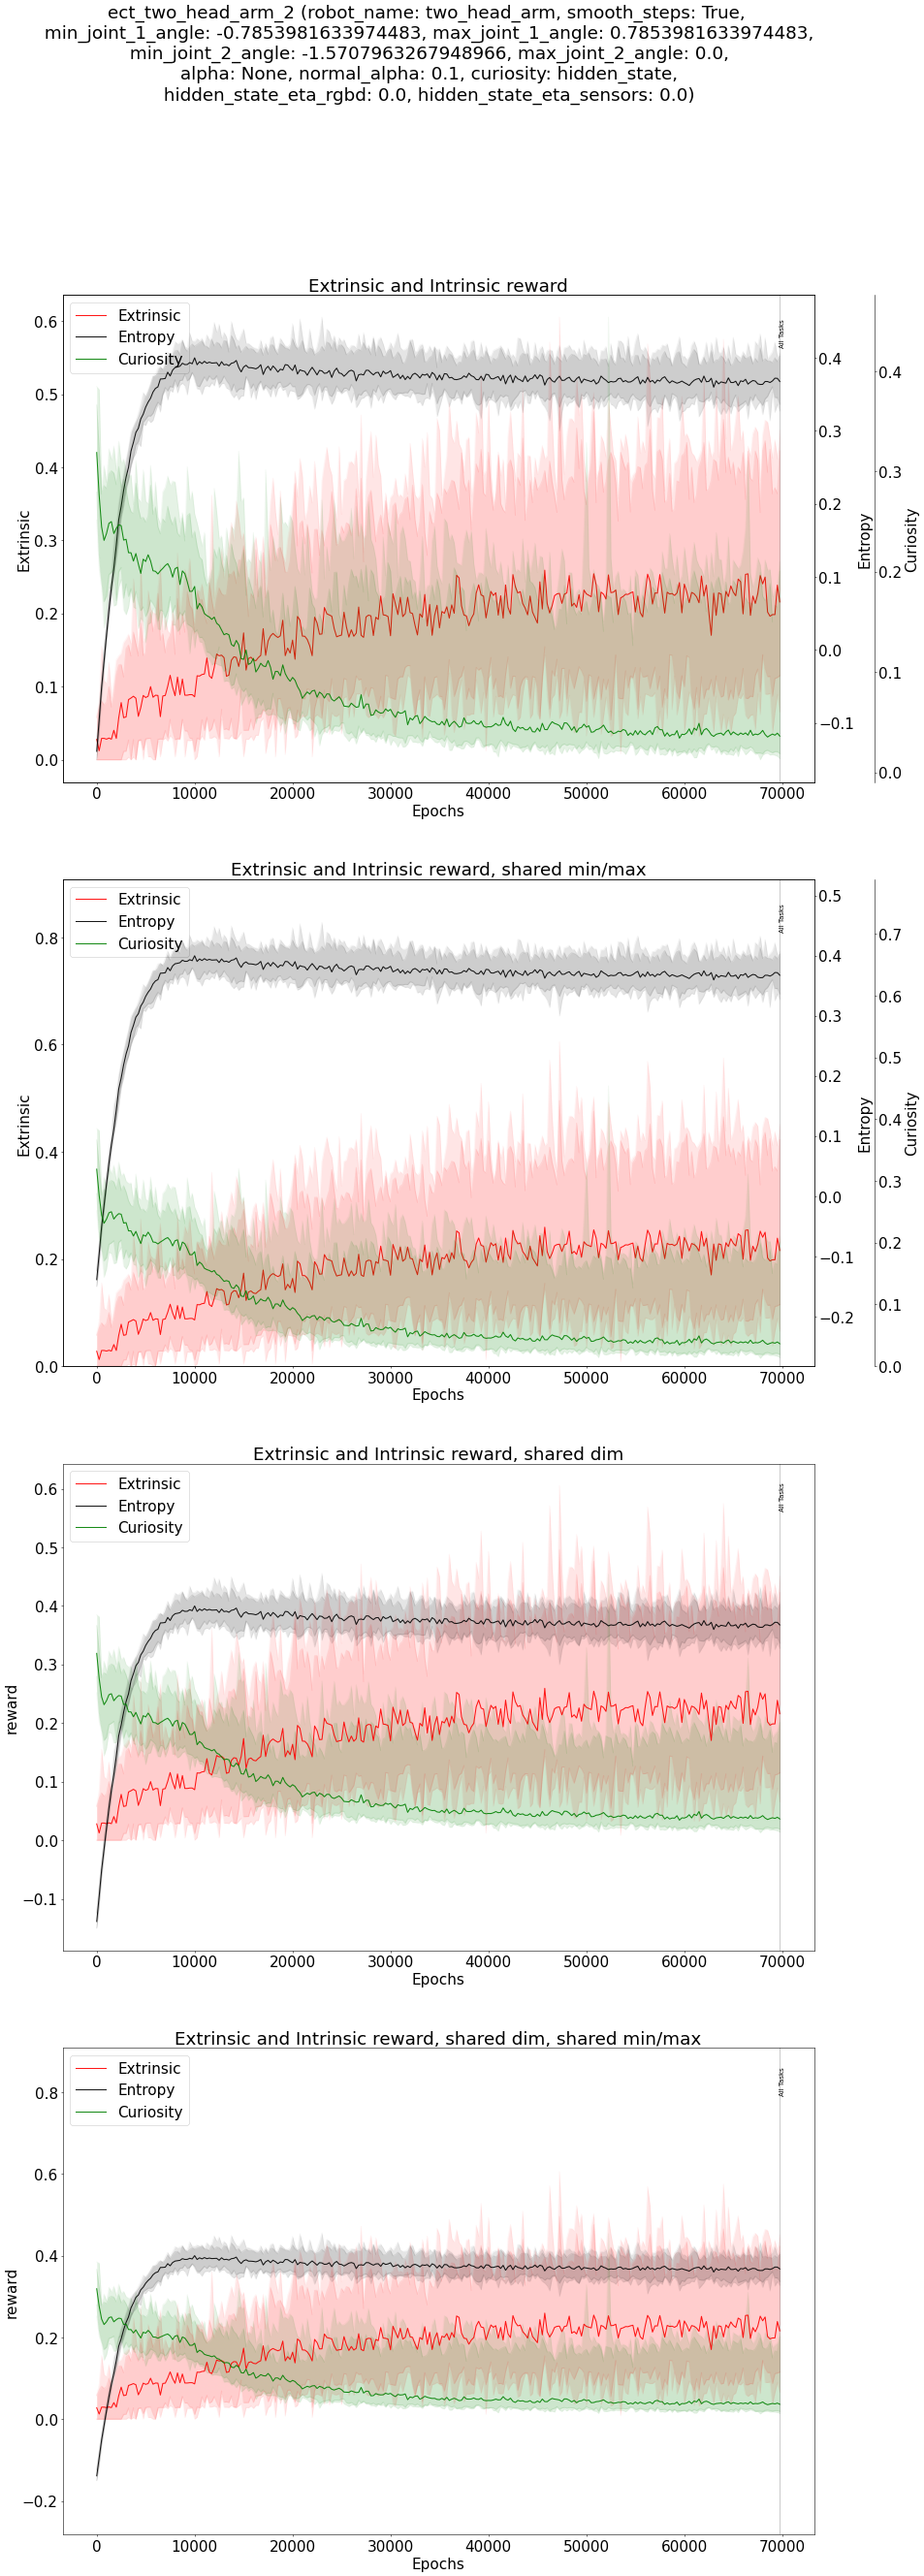 ect_two_head_arm_2 (robot_name: two_head_arm, smooth_steps: True,
min_joint_1_angle: -0.7853981633974483, max_joint_1_angle: 0.7853981633974483,
min_joint_2_angle: -1.5707963267948966, max_joint_2_angle: 0.0,
alpha: None, normal_alpha: 0.1, curiosity: hidden_state,
hidden_state_eta_rgbd: 0.0, hidden_state_eta_sensors: 0.0)
Extrinsic and Intrinsic reward
Extrinsic
Entropy
Curiosity
All Tasks
0.6
0.5
0.4
0.3
0.2
0.1
0.0
Extrinsic
0.4
0.3
0.2
0.1
0.0
−0.1
Entropy
0.4
0.3
0.2
0.1
0.0
Curiosity
0 10000 20000 30000 40000 50000 60000 70000
Epochs
Extrinsic and Intrinsic reward, shared min/max
Extrinsic
Entropy
Curiosity
All Tasks
0.8
0.6
0.4
0.2
0.0
Extrinsic
0.5
0.4
0.3
0.2
0.1
0.0
−0.1
−0.2
Entropy
0.7
0.6
0.5
0.4
0.3
0.2
0.1
0.0
Curiosity
0 10000 20000 30000 40000 50000 60000 70000
Epochs
Extrinsic and Intrinsic reward, shared dim
Extrinsic
Entropy
Curiosity
All Tasks
0.6
0.5
0.4
0.3
0.2
0.1
0.0
−0.1
reward
0 10000 20000 30000 40000 50000 60000 70000
Epochs
Extrinsic and Intrinsic reward, shared dim, shared min/max
Extrinsic
Entropy
Curiosity
All Tasks
0.8
0.6
0.4
0.2
0.0
−0.2
reward
0 10000 20000 30000 40000 50000 60000 70000
Epochs